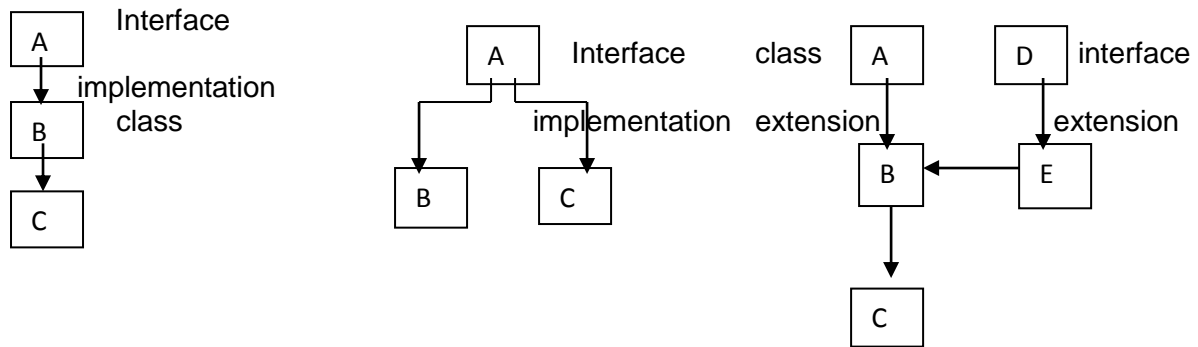 Interface
A
implementation
class
B
C
A Interface
implementation
B C
class A D interface
extension extension
B E
C